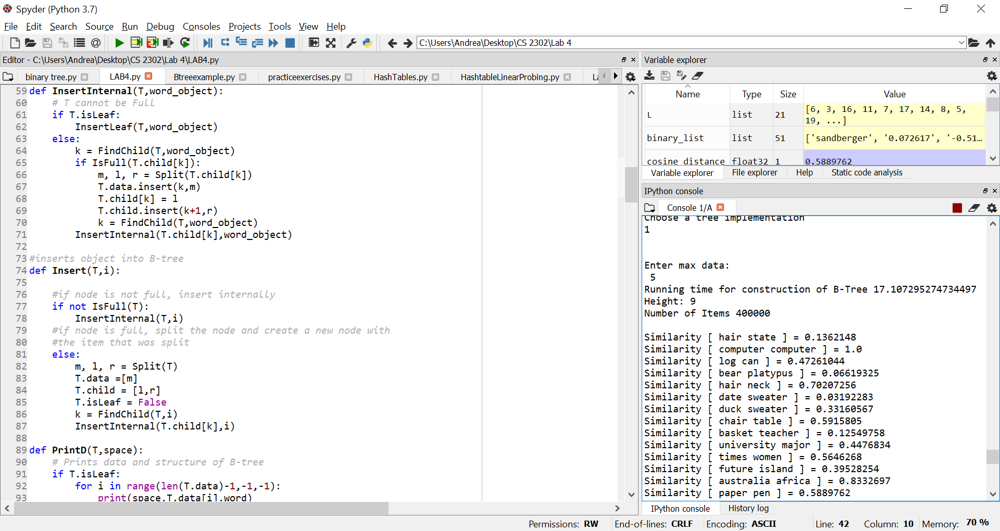 Spyder (Python 3.7)
File Edit Search Source Run Debug Consoles Projects Tools View Help
C:\Users\Andrea\Desktop\CS 2302\Lab 4
Editor - C:\Users\Andrea\Desktop\CS 2302\Lab 4\LAB4.py
binary tree.py LAB4.py Btreeexample.py practiceexercises.py HashTables.py HashtableLinearProbing.py
59 def InsertInternal(T,word_object):
60     # T cannot be Full
61     if T.isLeaf:
62         InsertLeaf(T,word_object)
63     else:
64         k = FindChild(T,word_object)
65         if IsFull(T.child[k]):
66             m, l, r = Split(T.child[k])
67             T.data.insert(k,m)
68             T.child[k] = l
69             T.child.insert(k+1,r)
70             k = FindChild(T,word_object)
71         InsertInternal(T.child[k],word_object)
72
73 #inserts object into B-tree
74 def Insert(T,i):
75
76     #if node is not full, insert internally
77     if not IsFull(T):
78         InsertInternal(T,i)
79     #if node is full, split the node and create a new node with
80     #the item that was split
81     else:
82         m, l, r = Split(T)
83         T.data =[m]
84         T.child = [l,r]
85         T.isLeaf = False
86         k = FindChild(T,i)
87         InsertInternal(T.child[k],i)
88
89 def PrintD(T,space):
90     # Prints data and structure of B-tree
91     if T.isLeaf:
92         for i in range(len(T.data)-1,-1,-1):
93             print(space,T.data[i].word)
Variable explorer
Name Type Size Value
L list 21 [6, 3, 16, 11, 7, 17, 14, 8, 5,
19, ...]
binary_list list 51 ['sandberger', '0.072617', '-0.51…
cosine_distance float32 1 0.5889762
Variable explorer File explorer Help Static code analysis
IPython console
Console 1/A
Choose a tree implementation
1
Enter max data:
5
Running time for construction of B-Tree 17.107295274734497
Height: 9
Number of Items 400000
Similarity [ hair state ] = 0.1362148
Similarity [ computer computer ] = 1.0
Similarity [ log can ] = 0.47261044
Similarity [ bear platypus ] = 0.06619325
Similarity [ hair neck ] = 0.70207256
Similarity [ date sweater ] = 0.03192283
Similarity [ duck sweater ] = 0.33160567
Similarity [ chair table ] = 0.5915805
Similarity [ basket teacher ] = 0.12549758
Similarity [ university major ] = 0.4476834
Similarity [ times women ] = 0.5646268
Similarity [ future island ] = 0.39528254
Similarity [ australia africa ] = 0.8332697
Similarity [ paper pen ] = 0.5889762
IPython console History log
Permissions: RW End-of-lines: CRLF Encoding: ASCII Line: 42 Column: 10 Memory: 70 %